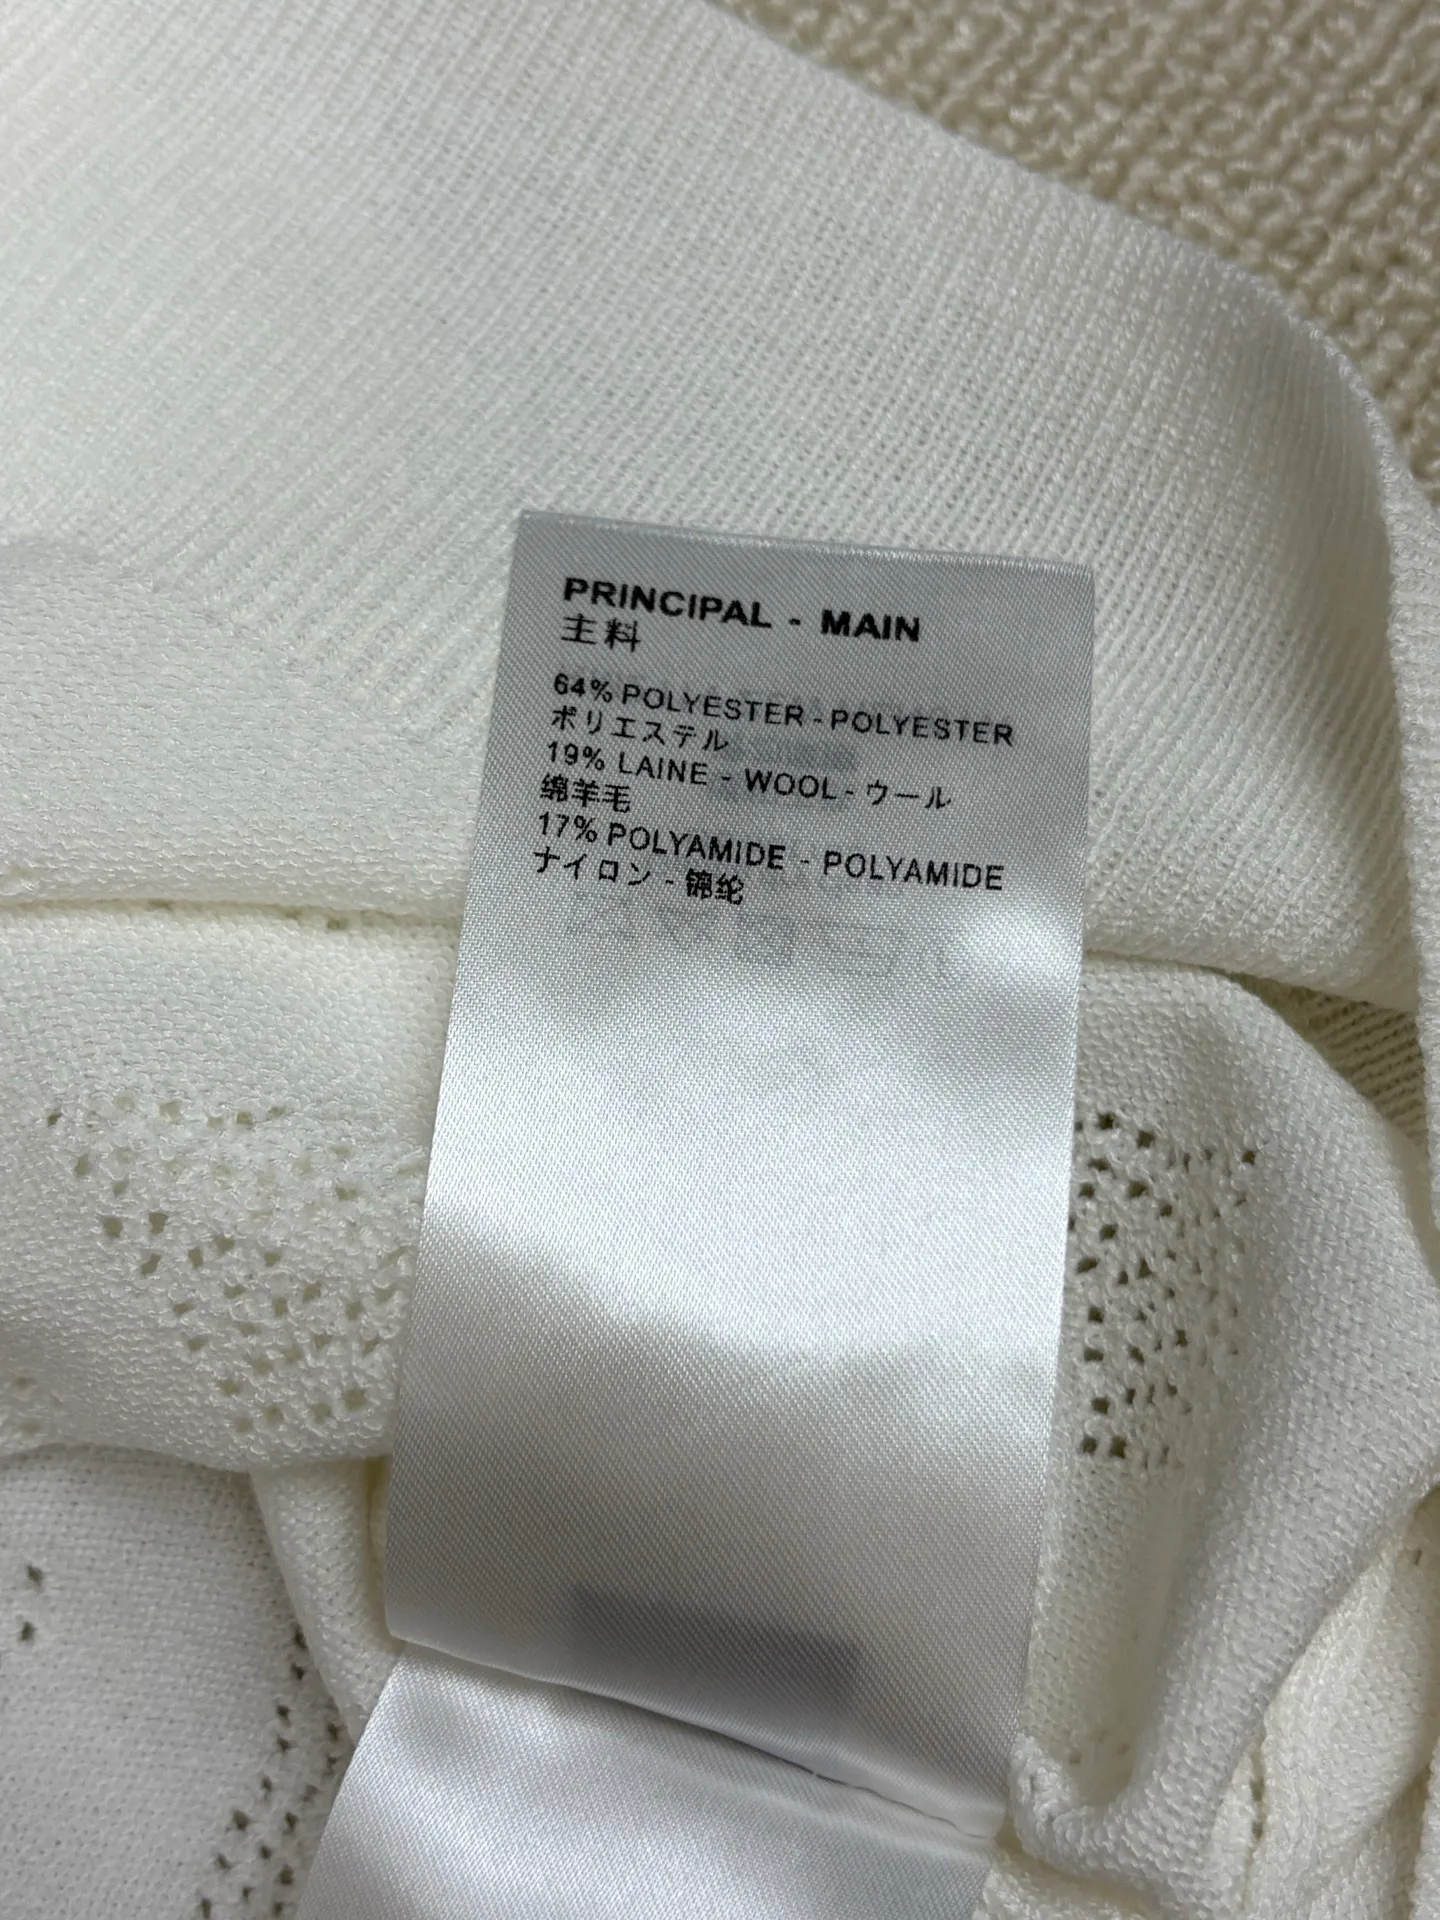 PRINCIPAL - MAIN
主料
64% POLYESTER - POLYESTER
ポリエステル
19% LAINE - WOOL - ウール
绵羊毛
17% POLYAMIDE - POLYAMIDE
ナイロン - 锦纶